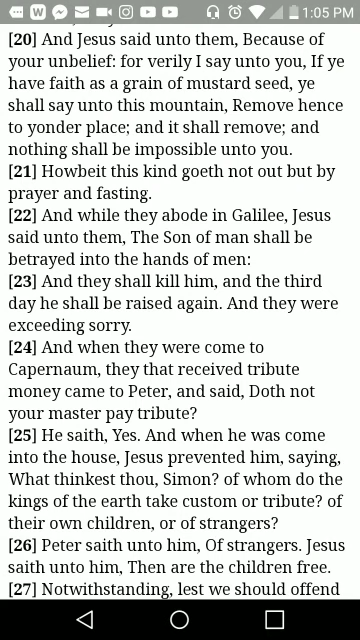 1:05 PM
[20] And Jesus said unto them, Because of
your unbelief: for verily I say unto you, If ye
have faith as a grain of mustard seed, ye
shall say unto this mountain, Remove hence
to yonder place; and it shall remove; and
nothing shall be impossible unto you.
[21] Howbeit this kind goeth not out but by
prayer and fasting.
[22] And while they abode in Galilee, Jesus
said unto them, The Son of man shall be
betrayed into the hands of men:
[23] And they shall kill him, and the third
day he shall be raised again. And they were
exceeding sorry.
[24] And when they were come to
Capernaum, they that received tribute
money came to Peter, and said, Doth not
your master pay tribute?
[25] He saith, Yes. And when he was come
into the house, Jesus prevented him, saying,
What thinkest thou, Simon? of whom do the
kings of the earth take custom or tribute? of
their own children, or of strangers?
[26] Peter saith unto him, Of strangers. Jesus
saith unto him, Then are the children free.
[27] Notwithstanding, lest we should offend